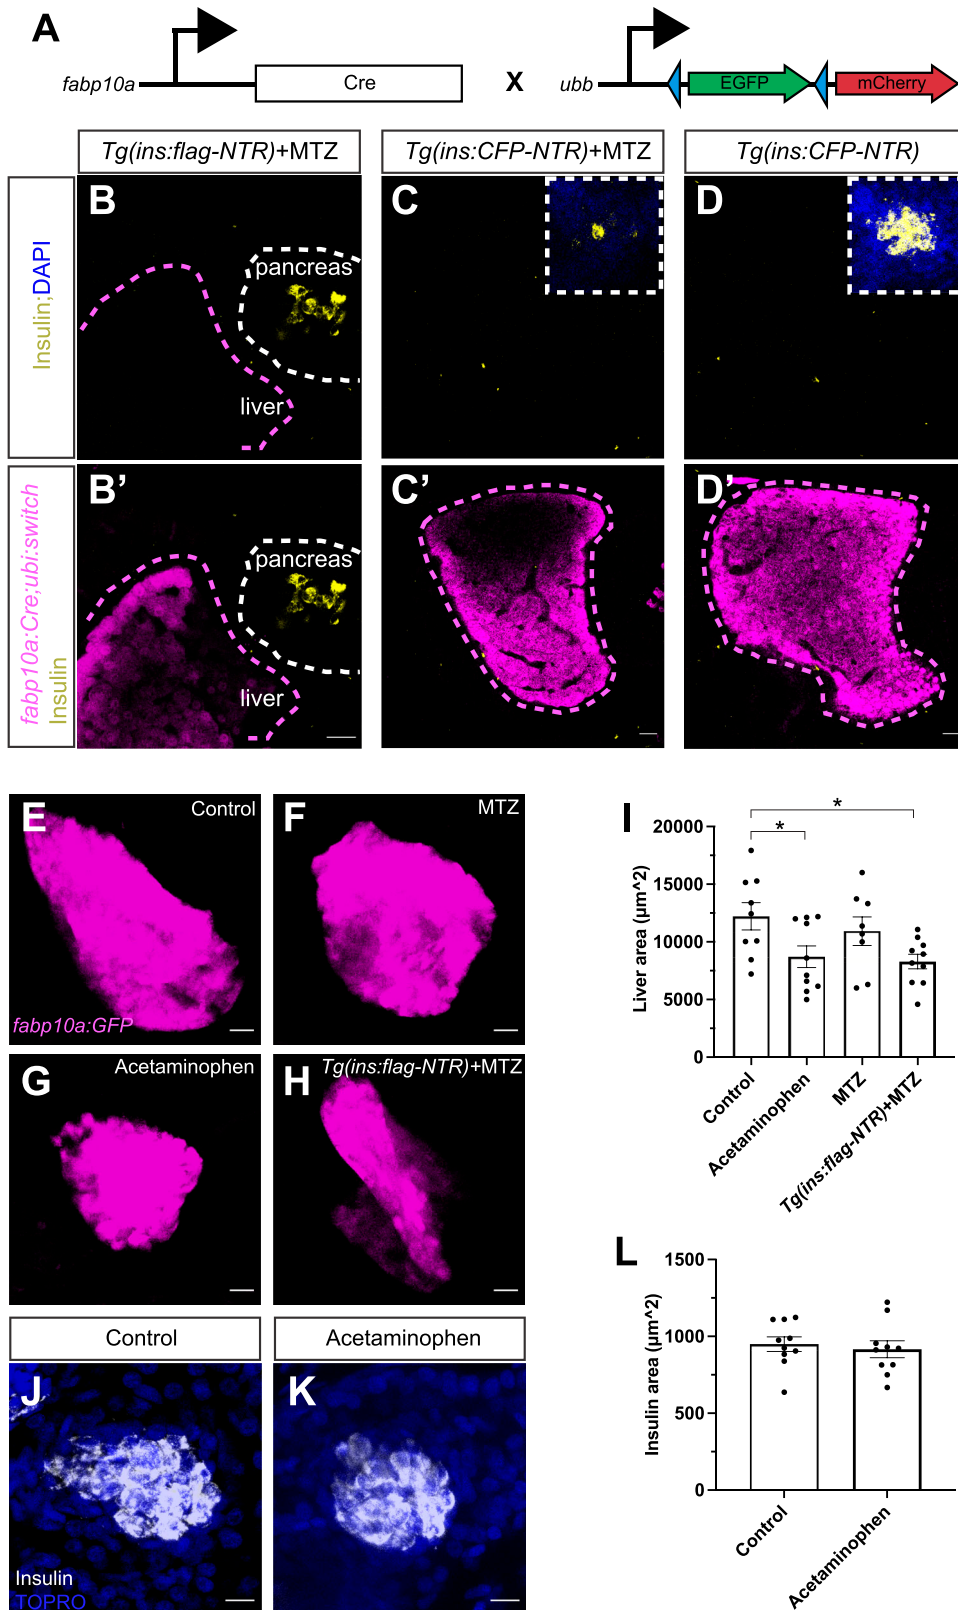 A
fabp10a
Cre
X
ubb
EGFP
mCherry
Tg(ins:flag-NTR)+MTZ
Tg(ins:CFP-NTR)+MTZ
Tg(ins:CFP-NTR)
Insulin;DAPI
B
pancreas
liver
C
D
fabp10a:Cre;ubi:switch
Insulin
B’
pancreas
liver
C’
D’
E
Control
fabp10a:GFP
F
MTZ
G
Acetaminophen
H
Tg(ins:flag-NTR)+MTZ
I
*
*
Liver area (µm^2)
20000
15000
10000
5000
0
Control
Acetaminophen
MTZ
Tg(ins:flag-NTR)+MTZ
Control
Acetaminophen
J
Insulin
TOPRO
K
L
Insulin area (µm^2)
1500
1000
500
0
Control
Acetaminophen